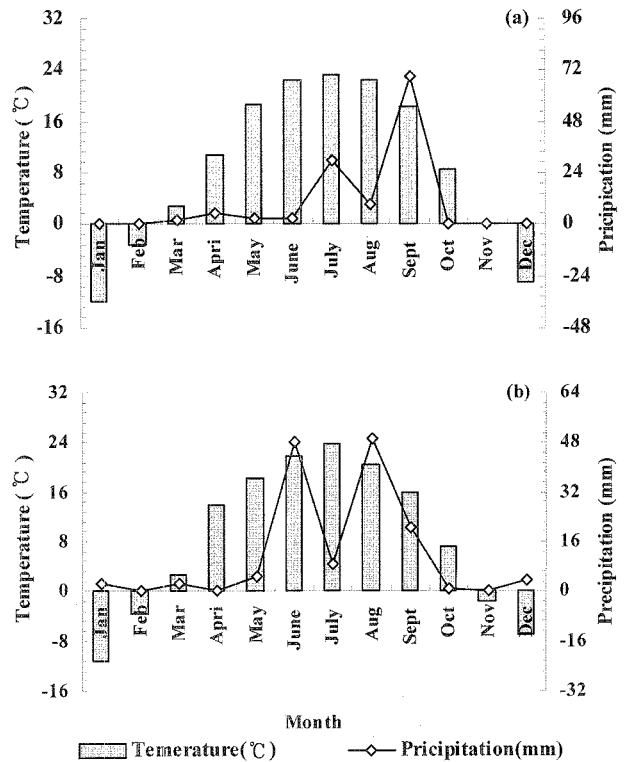 (a)
Temperature (℃)
32
24
16
8
0
-8
-16
Jan
Feb
Mar
Apri
May
June
July
Aug
Sept
Oct
Nov
Dec
96
72
48
24
0
-24
-48
Pricipication (mm)
(b)
Temperature (℃)
32
24
16
8
0
-8
-16
Jan
Feb
Mar
Apri
May
June
July
Aug
Sept
Oct
Nov
Dec
64
48
32
16
0
-16
-32
Precipitation (mm)
Month
Temerature(℃)
Pricipitation(mm)